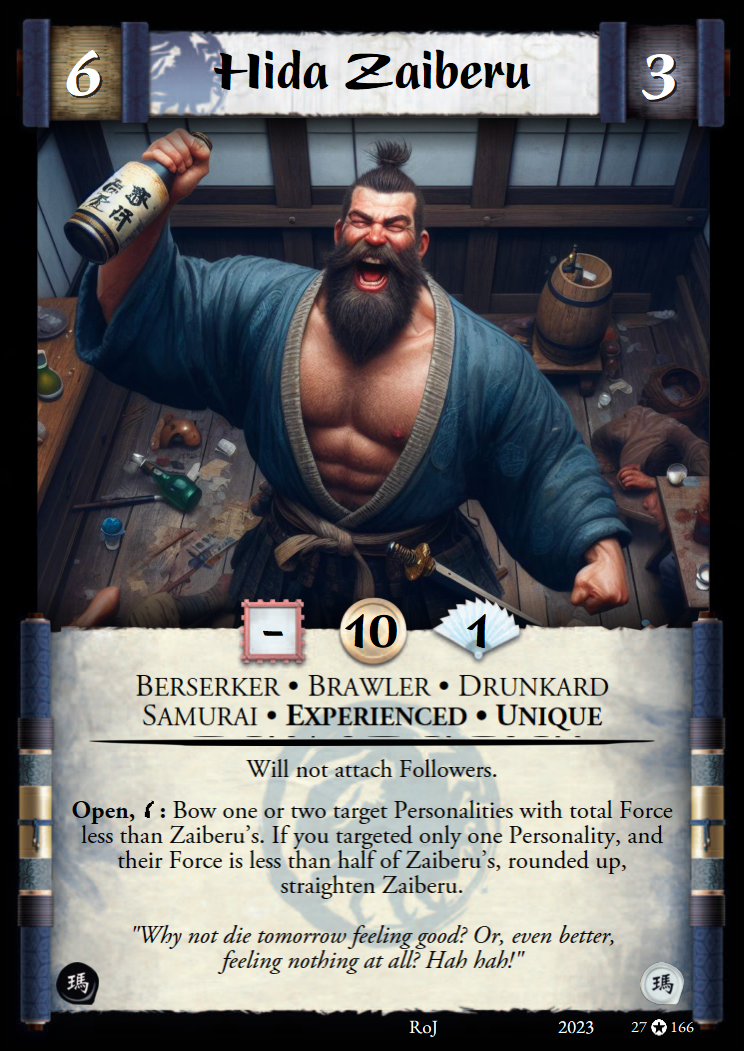 6
Hida Zaiberu
3
-
10
1
BERSERKER • BRAWLER • DRUNKARD
SAMURAI • EXPERIENCED • UNIQUE
Will not attach Followers.
Open, : Bow one or two target Personalities with total Force
less than Zaiberu's. If you targeted only one Personality, and
their Force is less than half of Zaiberu's, rounded up,
straighten Zaiberu.
"Why not die tomorrow feeling good? Or, even better,
feeling nothing at all? Hah hah!"
瑪
瑪
RoJ
2023
27 ✪ 166